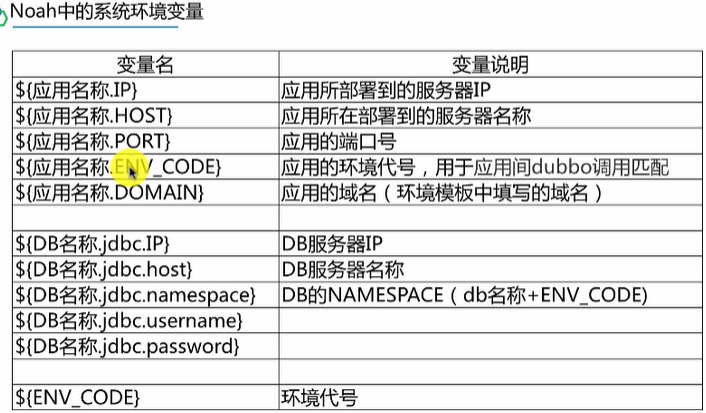 Noah中的系统环境变量
变量名 变量说明
${应用名称.IP} 应用所部署到的服务器IP
${应用名称.HOST} 应用所在部署到的服务器名称
${应用名称.PORT} 应用的端口号
${应用名称.ENV_CODE} 应用的环境代号，用于应用间dubbo调用匹配
${应用名称.DOMAIN} 应用的域名（环境模板中填写的域名）
${DB名称.jdbc.IP} DB服务器IP
${DB名称.jdbc.host} DB服务器名称
${DB名称.jdbc.namespace} DB的NAMESPACE（db名称+ENV_CODE)
${DB名称.jdbc.username}
${DB名称.jdbc.password}
${ENV_CODE} 环境代号